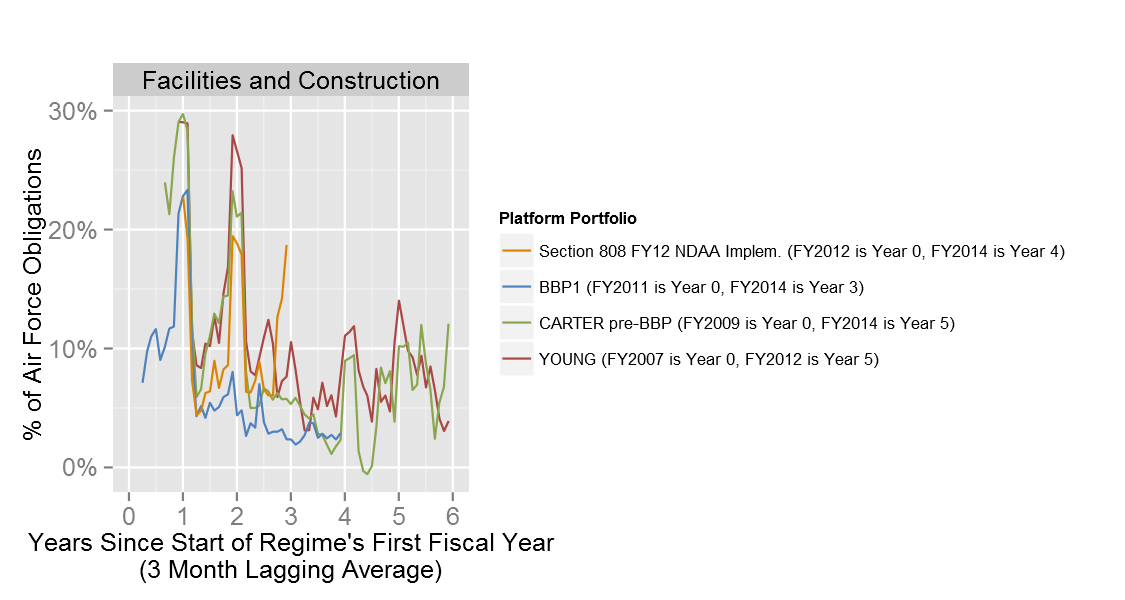 Facilities and Construction
% of Air Force Obligations
30%
20%
10%
0%
0 1 2 3 4 5 6
Years Since Start of Regime's First Fiscal Year
(3 Month Lagging Average)
Platform Portfolio
Section 808 FY12 NDAA Implem. (FY2012 is Year 0, FY2014 is Year 4)
BBP1 (FY2011 is Year 0, FY2014 is Year 3)
CARTER pre-BBP (FY2009 is Year 0, FY2014 is Year 5)
YOUNG (FY2007 is Year 0, FY2012 is Year 5)